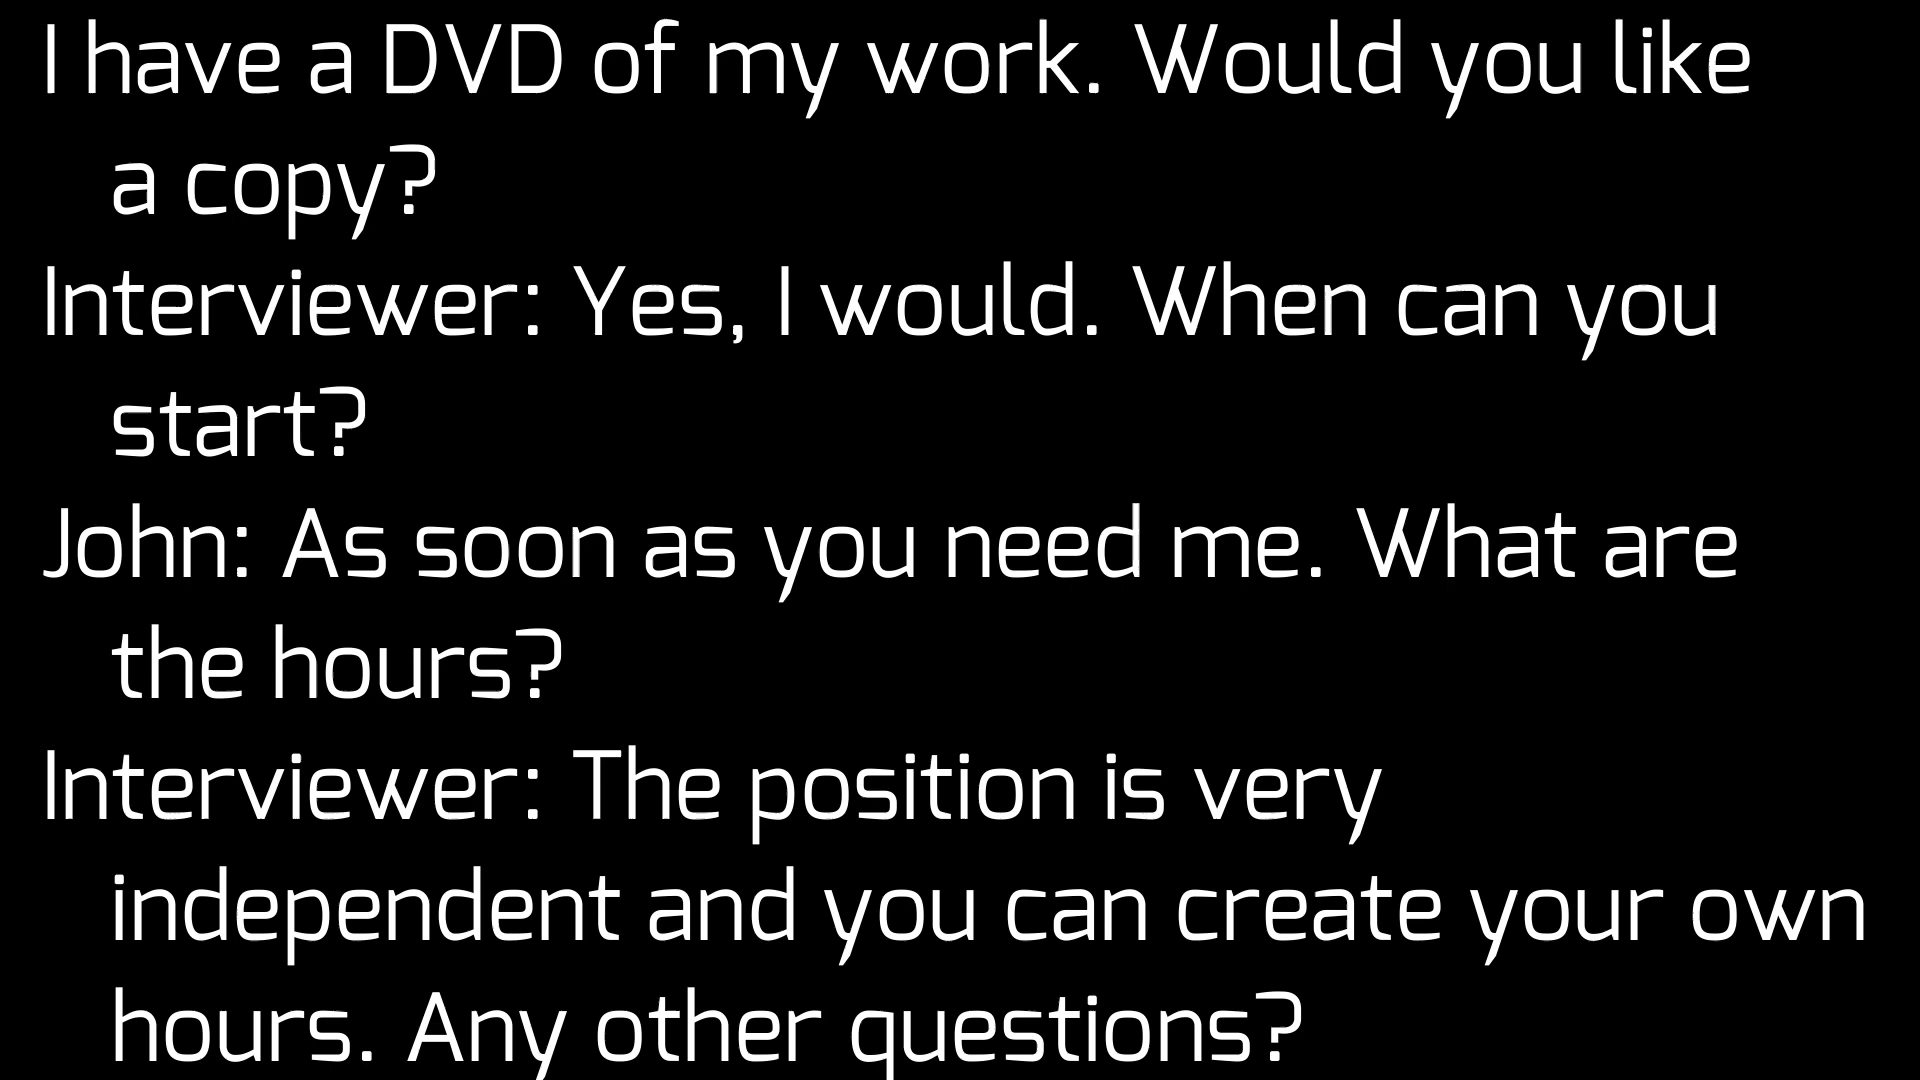 I have a DVD of my work. Would you like
a copy?
Interviewer: Yes, I would. When can you
start?
John: As soon as you need me. What are
the hours?
Interviewer: The position is very
independent and you can create your own
hours. Any other questions?